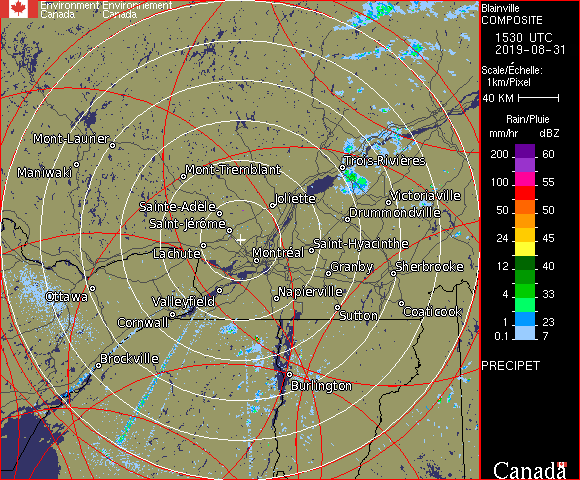 Environment Environnement
Canada Canada
Blainville
COMPOSITE
1530 UTC
2019-08-31
Scale/Échelle:
1km/Pixel
40 KM
Rain/Pluie
mm/hr dBZ
200 60
100 55
50 50
24 45
12 40
4 33
1 23
0.1 7
PRECIPET
Canada
Mont-Laurier
Maniwaki
Mont-Tremblant
Trois-Rivières
Joliette
Victoriaville
Sainte-Adèle
Drummondville
Saint-Jérôme
Lachute
Montréal
Saint-Hyacinthe
Granby
Sherbrooke
Ottawa
Valleyfield
Napierville
Cornwall
Sutton
Coaticook
Brockville
Burlington